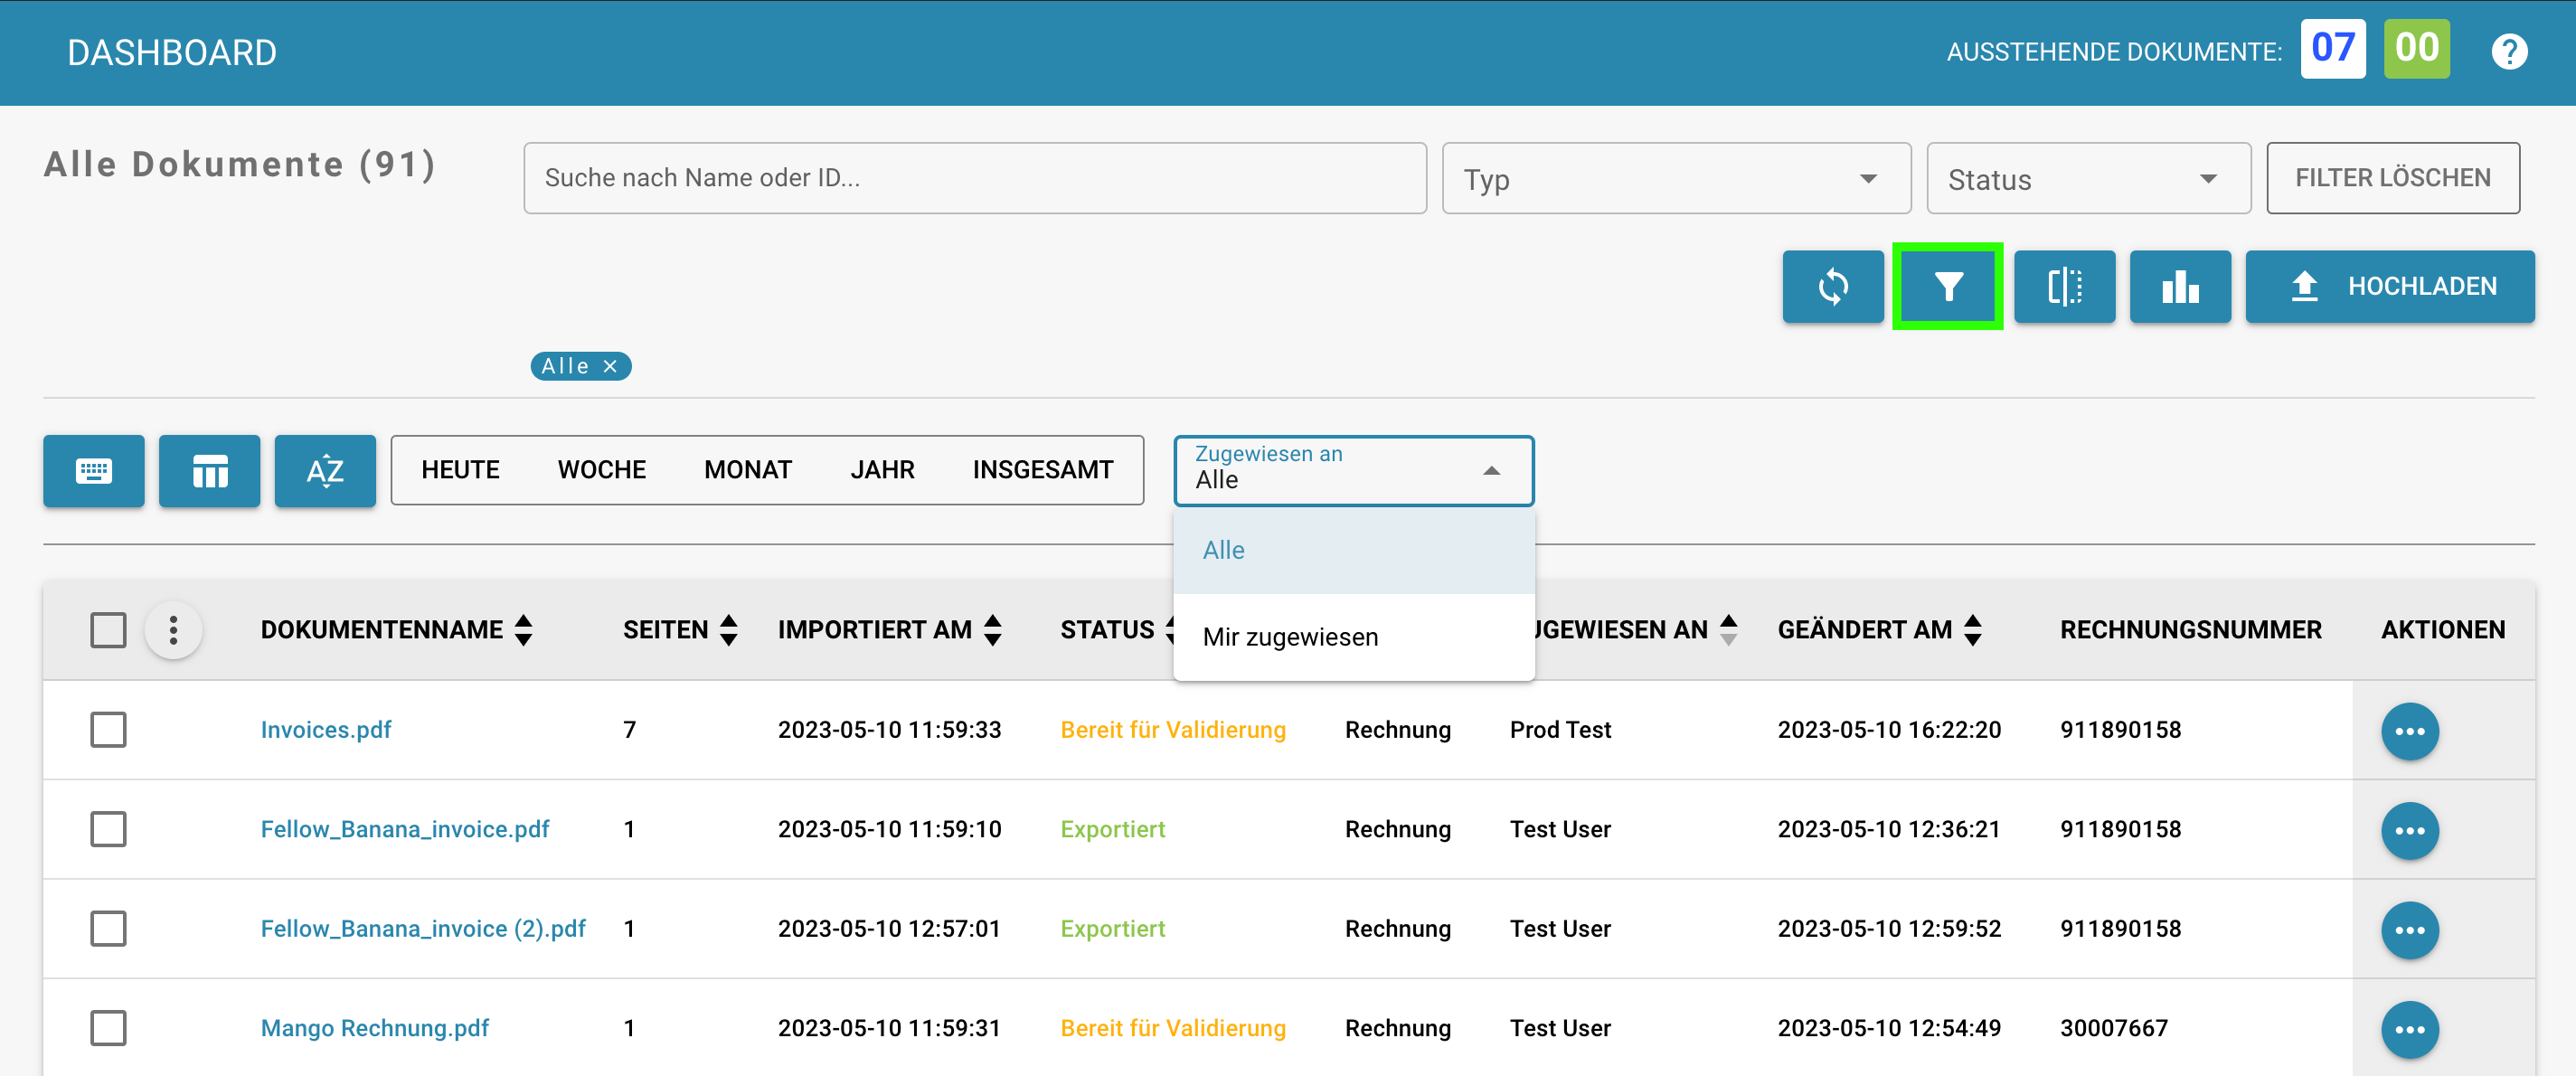 DASHBOARD
AUSSTEHENDE DOKUMENTE: 07 00 ?
Alle Dokumente (91)
Suche nach Name oder ID...
Typ
Status
FILTER LÖSCHEN
HOCHLADEN
Alle ×
AZ
HEUTE WOCHE MONAT JAHR INSGESAMT
Zugewiesen an
Alle
Alle
Mir zugewiesen
DOKUMENTENNAME SEITEN IMPORTIERT AM STATUS UGEWIESEN AN GEÄNDERT AM RECHNUNGSNUMMER AKTIONEN
Invoices.pdf 7 2023-05-10 11:59:33 Bereit für Validierung Rechnung Prod Test 2023-05-10 16:22:20 911890158
Fellow_Banana_invoice.pdf 1 2023-05-10 11:59:10 Exportiert Rechnung Test User 2023-05-10 12:36:21 911890158
Fellow_Banana_invoice (2).pdf 1 2023-05-10 12:57:01 Exportiert Rechnung Test User 2023-05-10 12:59:52 911890158
Mango Rechnung.pdf 1 2023-05-10 11:59:31 Bereit für Validierung Rechnung Test User 2023-05-10 12:54:49 30007667